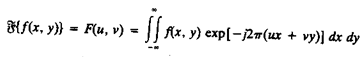 𝔉{f(x, y)} = F(u, v) = ∬_{-∞}^{∞} f(x, y) exp[-j2π(ux + vy)] dx dy